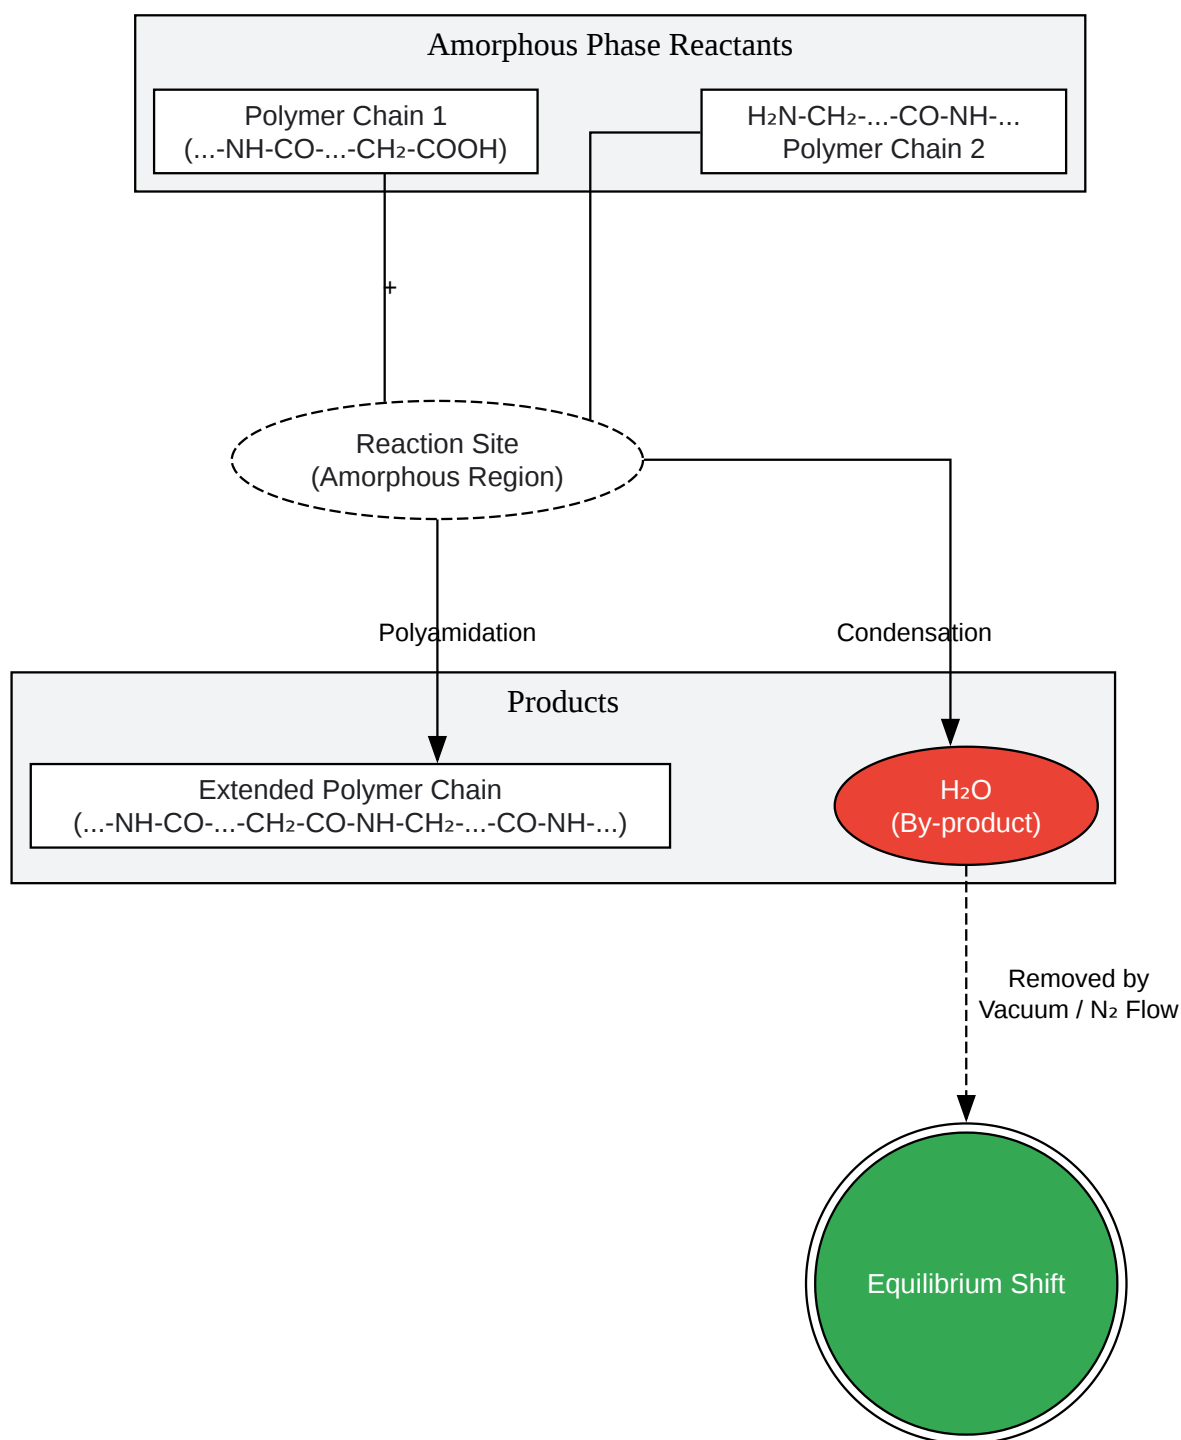 Amorphous Phase Reactants
Polymer Chain 1
(...-NH-CO-...-CH₂-COOH)
H₂N-CH₂-...-CO-NH-...
Polymer Chain 2
+
Reaction Site
(Amorphous Region)
Polyamidation
Condensation
Products
Extended Polymer Chain
(...-NH-CO-...-CH₂-CO-NH-CH₂-...-CO-NH-...)
H₂O
(By-product)
Removed by
Vacuum / N₂ Flow
Equilibrium Shift